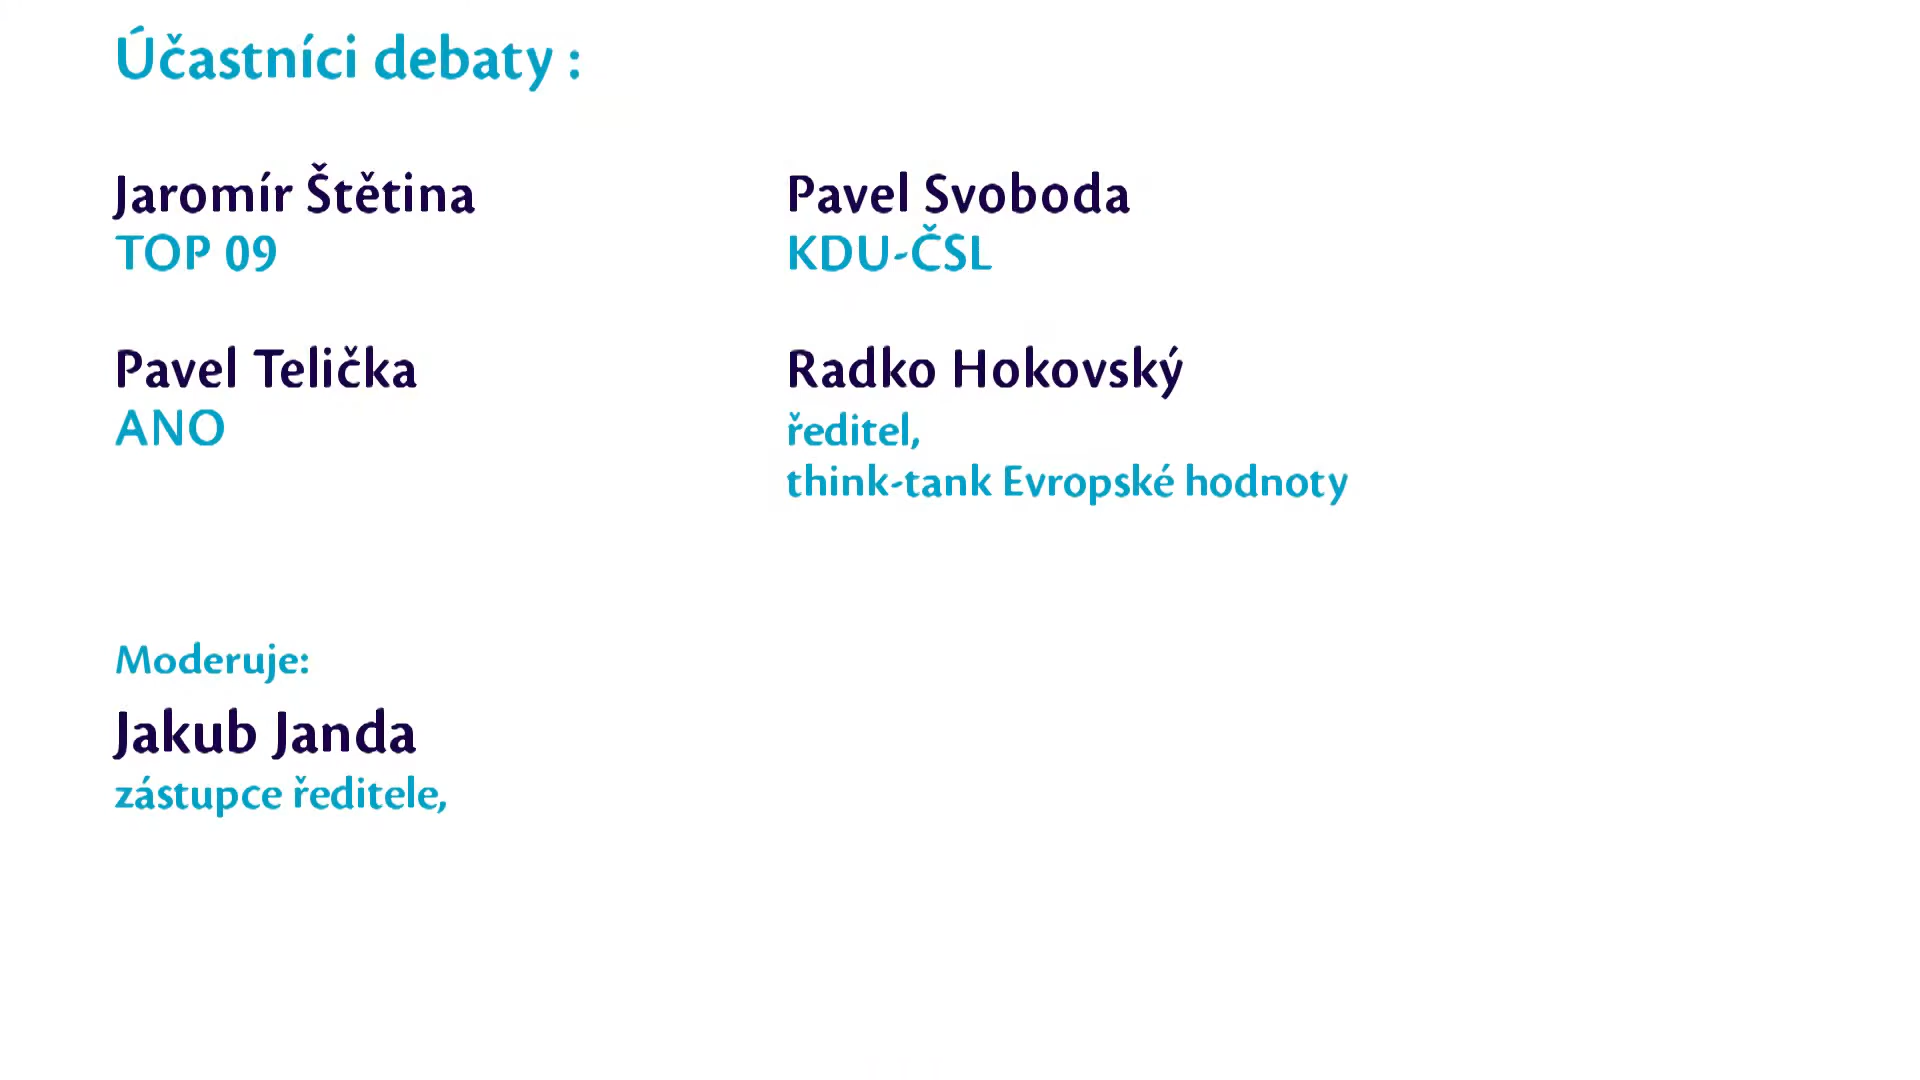 Účastníci debaty :
Jaromír Štětina
TOP 09
Pavel Svoboda
KDU-ČSL
Pavel Telička
ANO
Radko Hokovský
ředitel,
think-tank Evropské hodnoty
Moderuje:
Jakub Janda
zástupce ředitele,